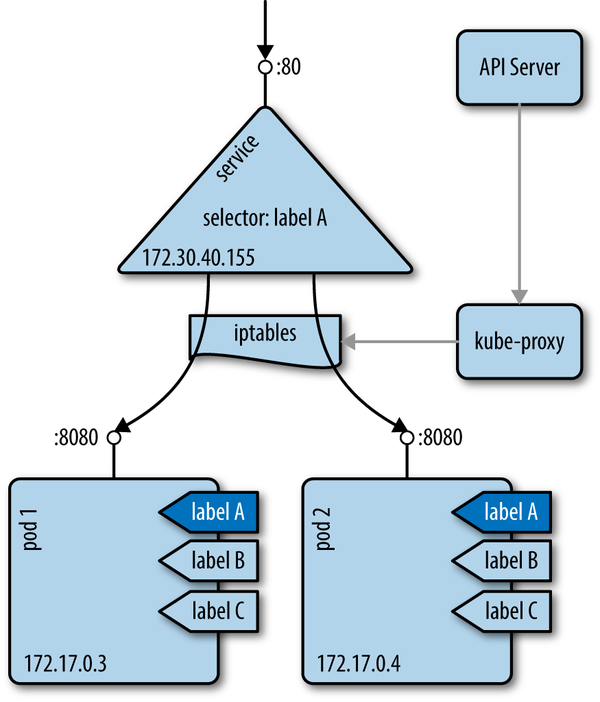 :80
API Server
service
selector: label A
172.30.40.155
iptables
kube-proxy
:8080
:8080
pod 1
label A
label B
label C
172.17.0.3
pod 2
label A
label B
label C
172.17.0.4